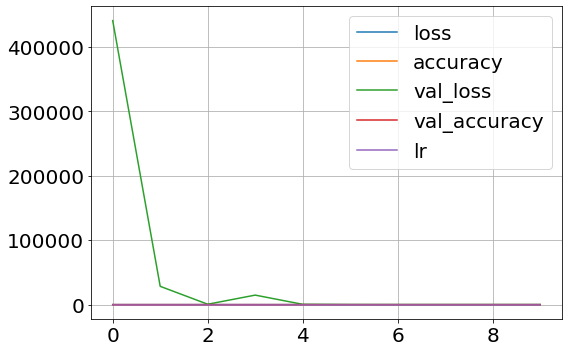 400000
300000
200000
100000
0
0 2 4 6 8
loss
accuracy
val_loss
val_accuracy
lr